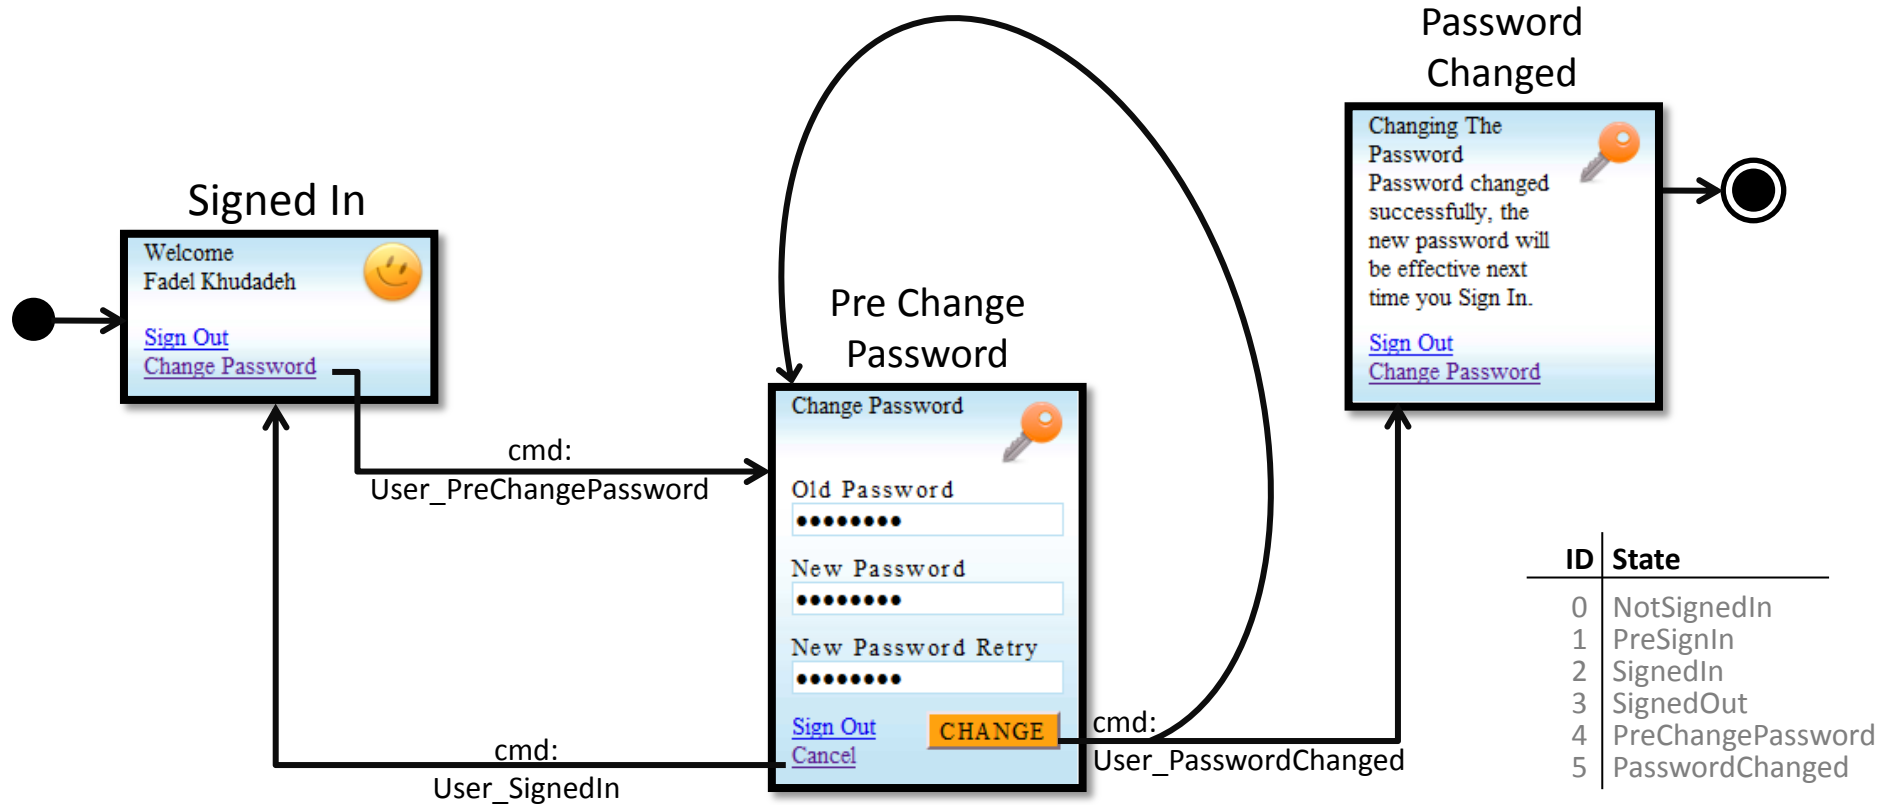 Signed In
Welcome
Fadel Khudadeh
Sign Out
Change Password
cmd:
User_PreChangePassword
cmd:
User_SignedIn
Pre Change
Password
Change Password
Old Password
●●●●●●●●
New Password
●●●●●●●●
New Password Retry
●●●●●●●●
Sign Out
CHANGE
Cancel
cmd:
User_PasswordChanged
Password
Changed
Changing The
Password
Password changed
successfully, the
new password will
be effective next
time you Sign In.
Sign Out
Change Password
ID State
0 NotSignedIn
1 PreSignIn
2 SignedIn
3 SignedOut
4 PreChangePassword
5 PasswordChanged